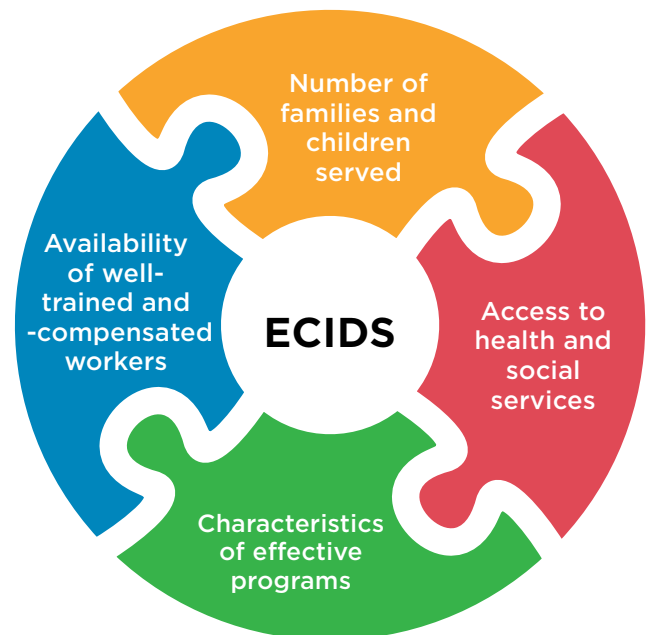 Number of
families and
children
served
Availability
of well-
trained and
-compensated
workers
ECIDS
Access to
health and
social
services
Characteristics
of effective
programs